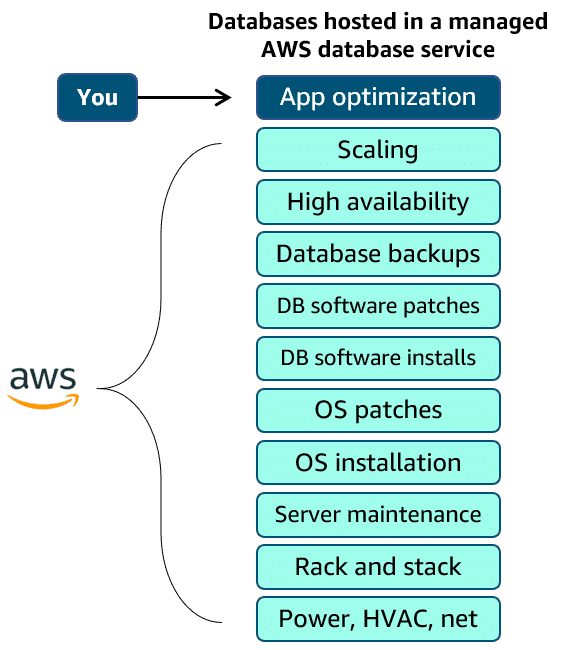 Databases hosted in a managed
AWS database service
You
App optimization
Scaling
High availability
Database backups
DB software patches
DB software installs
aws
OS patches
OS installation
Server maintenance
Rack and stack
Power, HVAC, net